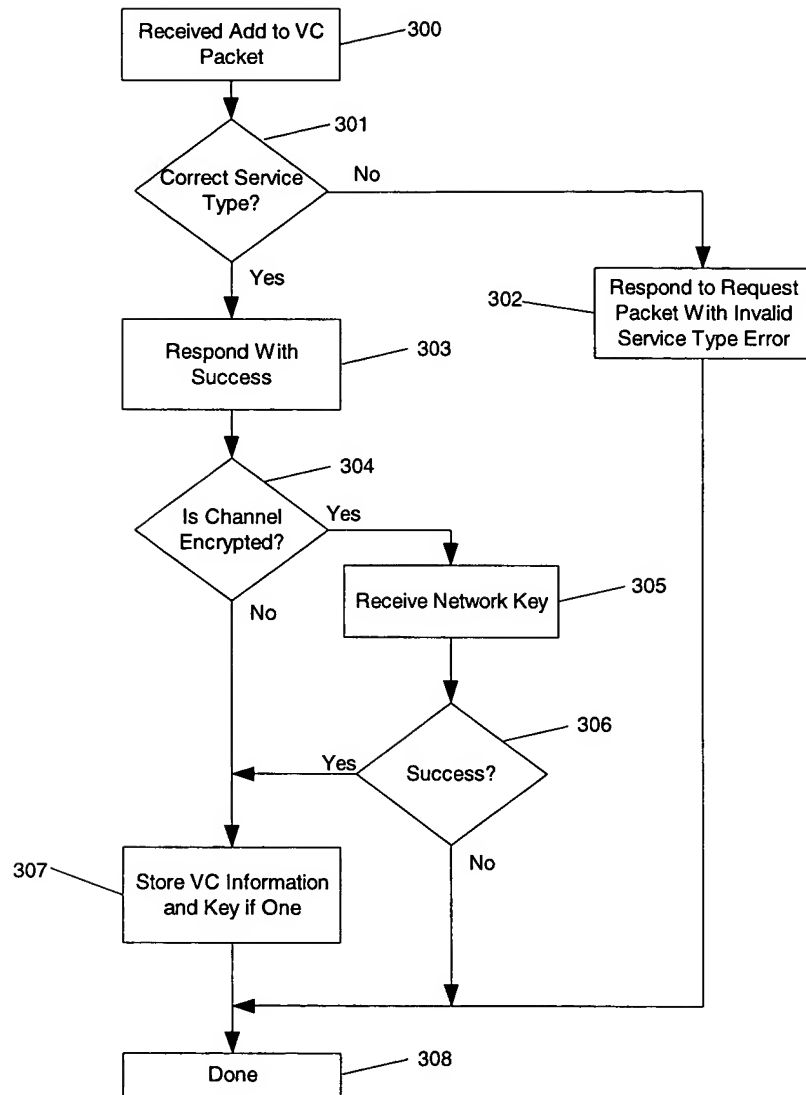 Received Add to VC
Packet
300
301
Correct Service
Type?
No
Yes
302
Respond to Request
Packet With Invalid
Service Type Error
Respond With
Success
303
304
Is Channel
Encrypted?
Yes
No
Receive Network Key
305
306
Success?
Yes
No
307
Store VC Information
and Key if One
Done
308